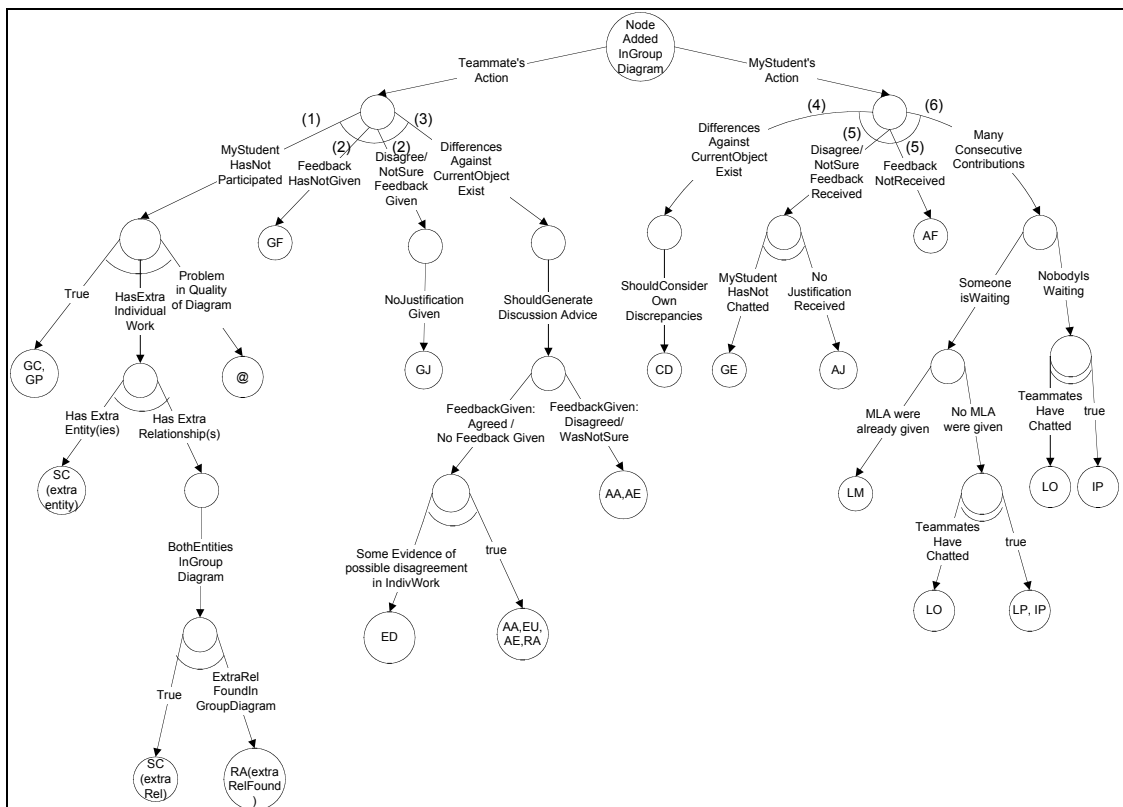 Node
Added
InGroup
Diagram
Teammate's
Action
MyStudent's
Action
(1)
(2)
(2)
(3)
MyStudent
HasNot
Participated
Feedback
HasNotGiven
Disagree/
NotSure
Feedback
Given
Differences
Against
CurrentObject
Exist
(4)
(5)
(5)
(6)
Differences
Against
CurrentObject
Exist
Disagree/
NotSure
Feedback
Received
Feedback
NotReceived
Many
Consecutive
Contributions
GF
AF
True
HasExtra
Individual
Work
Problem
in Quality
of Diagram
NoJustification
Given
ShouldGenerate
Discussion Advice
ShouldConsider
Own
Discrepancies
MyStudent
HasNot
Chatted
No
Justification
Received
Someone
isWaiting
NobodyIs
Waiting
GC,
GP
@
GJ
CD
GE
AJ
Has Extra
Entity(ies)
Has Extra
Relationship(s)
FeedbackGiven:
Agreed /
No Feedback Given
FeedbackGiven:
Disagreed/
WasNotSure
MLA were
already given
No MLA
were given
Teammates
Have
Chatted
true
SC
(extra
entity)
AA,AE
LM
LO
IP
BothEntities
InGroup
Diagram
Some Evidence of
possible disagreement
in IndivWork
true
Teammates
Have
Chatted
true
ED
AA,EU,
AE,RA
LO
LP, IP
True
ExtraRel
FoundIn
GroupDiagram
SC
(extra
Rel)
RA(extra
RelFound
)